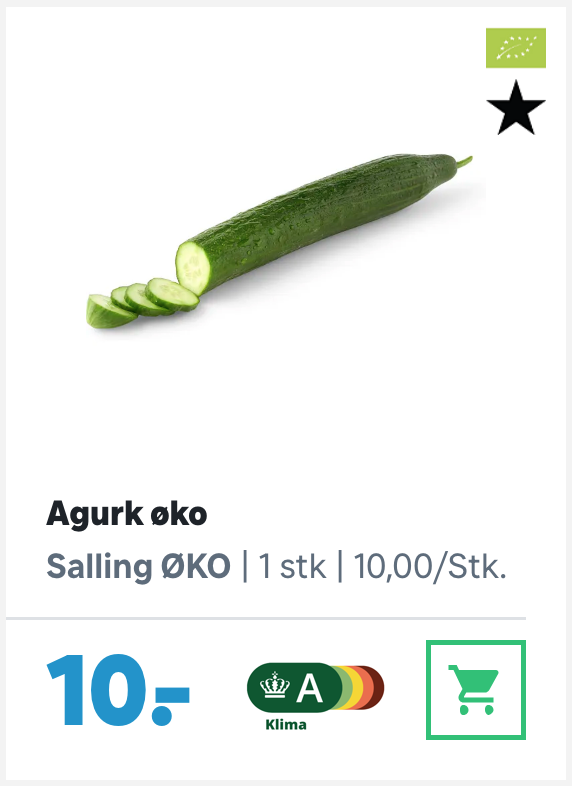 Agurk øko
Salling ØKO | 1 stk | 10,00/Stk.
10.-
A
Klima